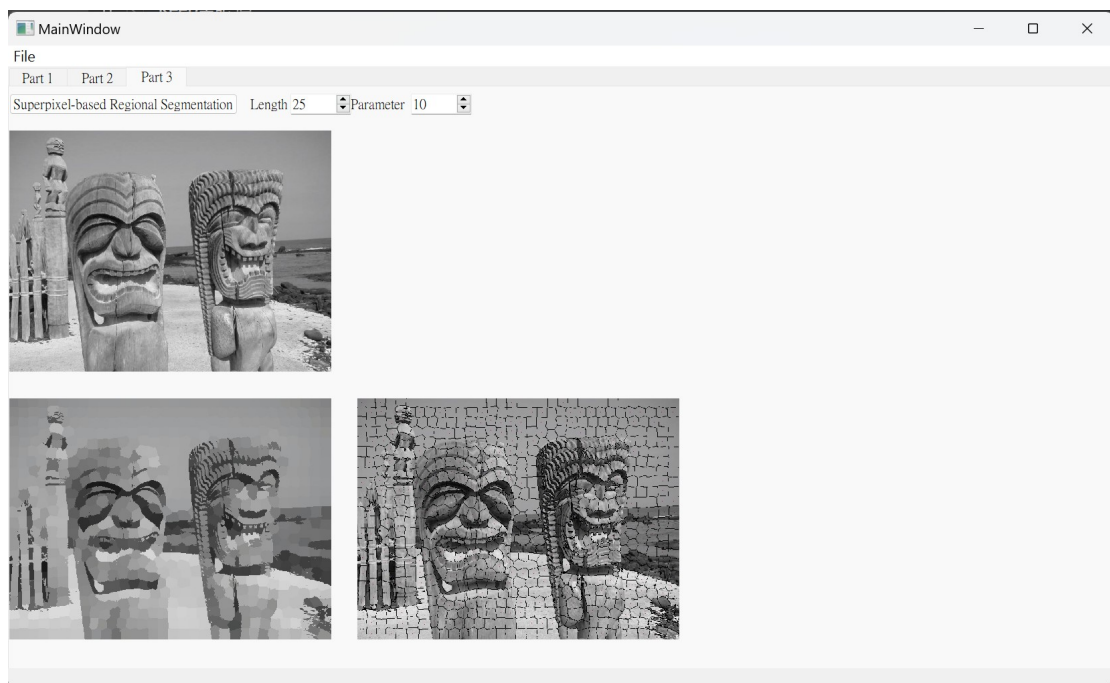 MainWindow
File
Part 1 Part 2 Part 3
Superpixel-based Regional Segmentation Length 25 Parameter 10